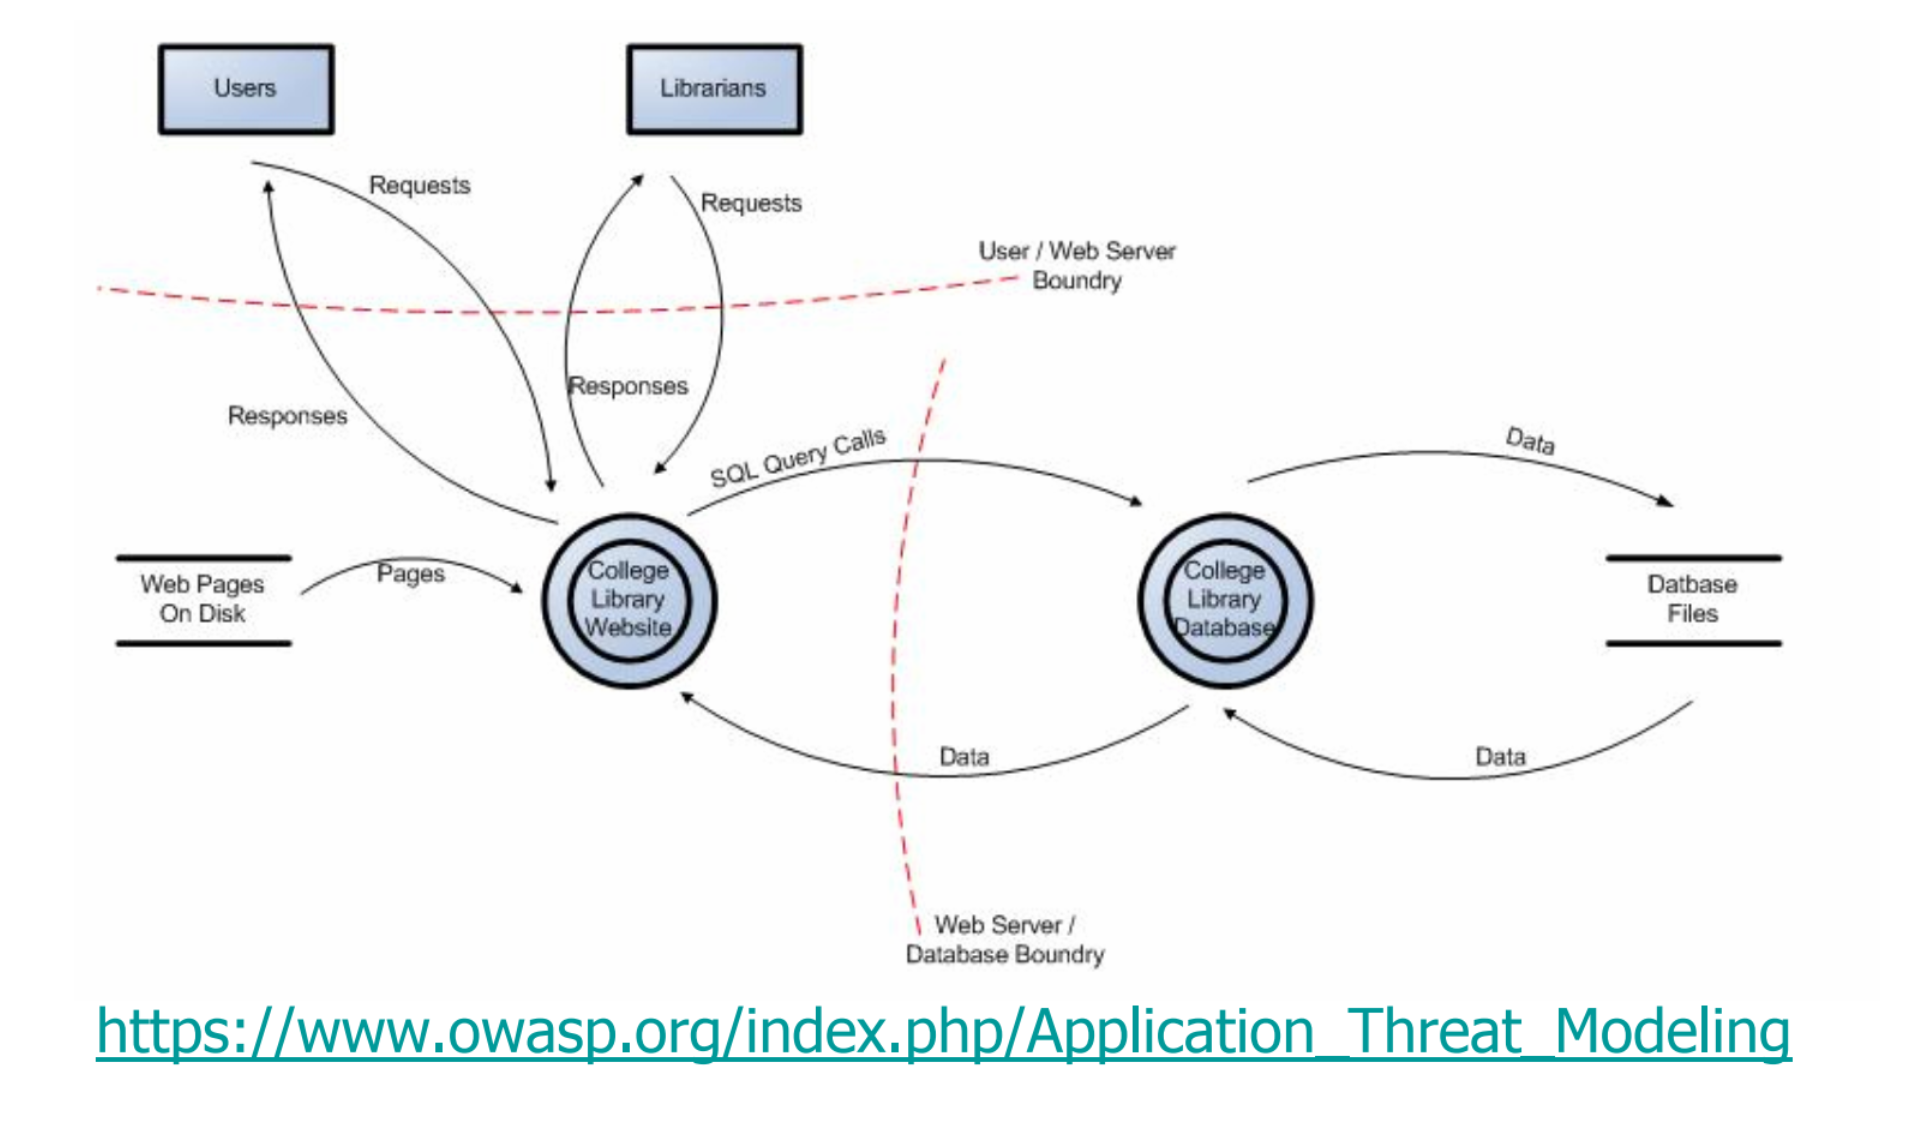 Users
Librarians
Requests
Requests
User / Web Server
Boundry
Responses
Responses
SQL Query Calls
Data
Web Pages
On Disk
Pages
College
Library
Website
College
Library
Database
Datbase
Files
Data
Data
Web Server /
Database Boundry
https://www.owasp.org/index.php/Application_Threat_Modeling